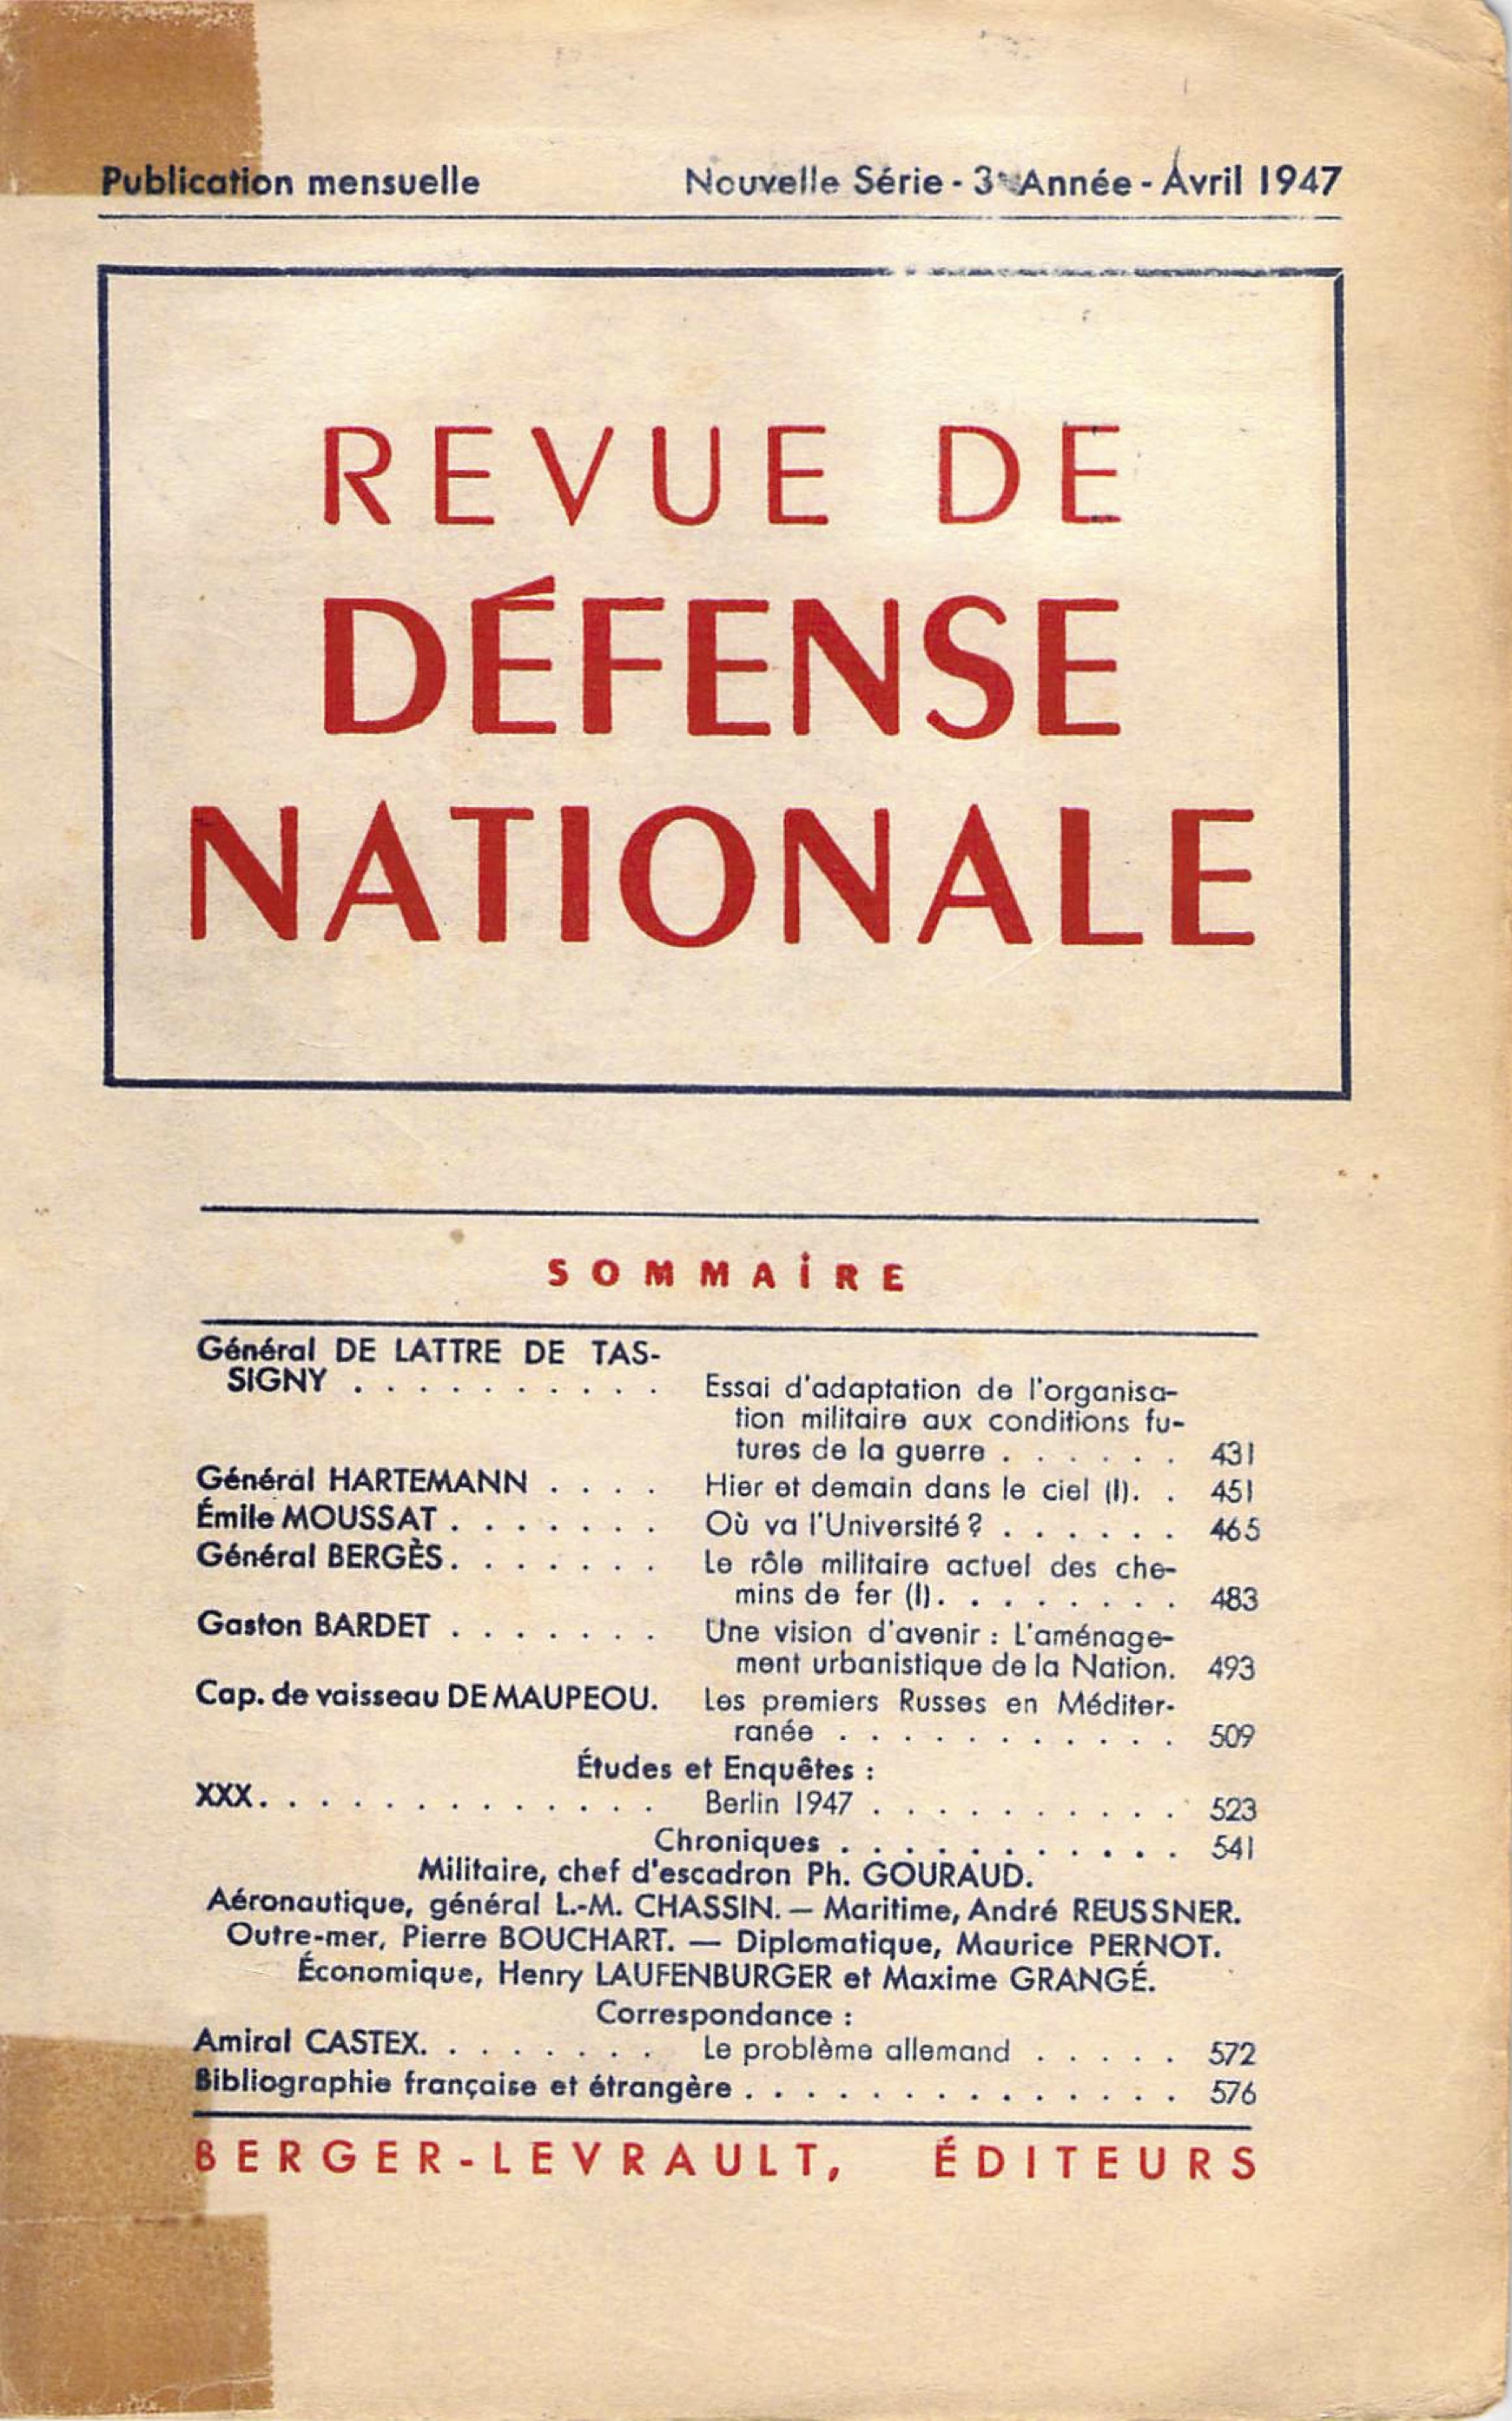 Publication mensuelle Nouvelle Série - 3e Année - Avril 1947
REVUE DE
DÉFENSE
NATIONALE
SOMMAIRE
Général DE LATTRE DE TAS-
SIGNY . . . . . . . . . . Essai d'adaptation de l'organisa-
tion militaire aux conditions fu-
tures de la guerre . . . . . . 431
Général HARTEMANN . . . . Hier et demain dans le ciel (I). . 451
Émile MOUSSAT . . . . . . . Où va l'Université ? . . . . . . 465
Général BERGÈS. . . . . . . Le rôle militaire actuel des che-
mins de fer (I). . . . . . . . 483
Gaston BARDET . . . . . . . Une vision d'avenir : L'aménage-
ment urbanistique de la Nation. 493
Cap. de vaisseau DE MAUPEOU. Les premiers Russes en Méditer-
ranée . . . . . . . . . . . 509
Études et Enquêtes :
XXX. . . . . . . . . . . . . Berlin 1947 . . . . . . . . . . 523
Chroniques . . . . . . . . . . . 541
Militaire, chef d'escadron Ph. GOURAUD.
Aéronautique, général L.-M. CHASSIN. — Maritime, André REUSSNER.
Outre-mer, Pierre BOUCHART. — Diplomatique, Maurice PERNOT.
Économique, Henry LAUFENBURGER et Maxime GRANGÉ.
Correspondance :
Amiral CASTEX. . . . . . . . Le problème allemand . . . . . 572
Bibliographie française et étrangère . . . . . . . . . . . . . . 576
BERGER-LEVRAULT, ÉDITEURS